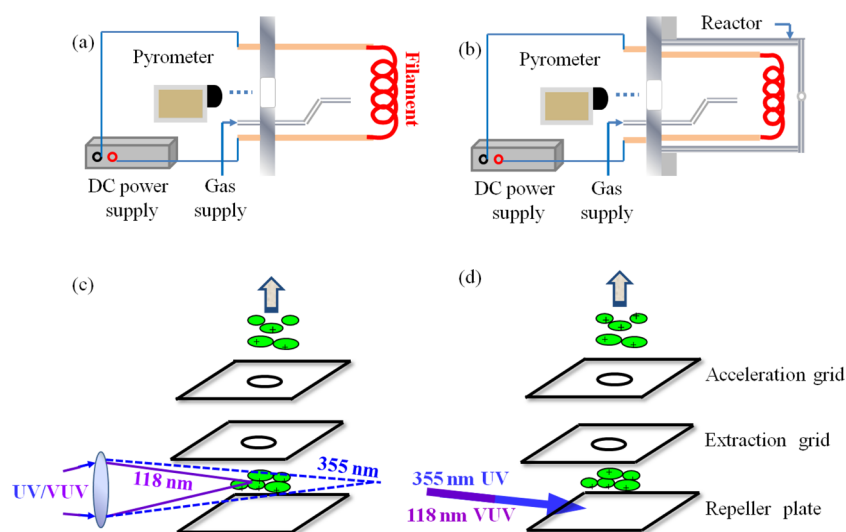 (a)
Pyrometer
Filament
DC power
supply
Gas
supply
(b)
Reactor
Pyrometer
DC power
supply
Gas
supply
(c)
UV/VUV
118 nm
355 nm
(d)
Acceleration grid
Extraction grid
355 nm UV
118 nm VUV
Repeller plate